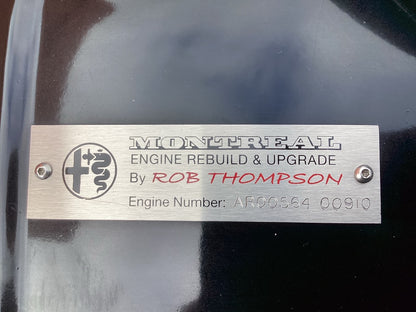 MONTREAL
ENGINE REBUILD & UPGRADE
By ROB THOMPSON
Engine Number: AR00564 00910